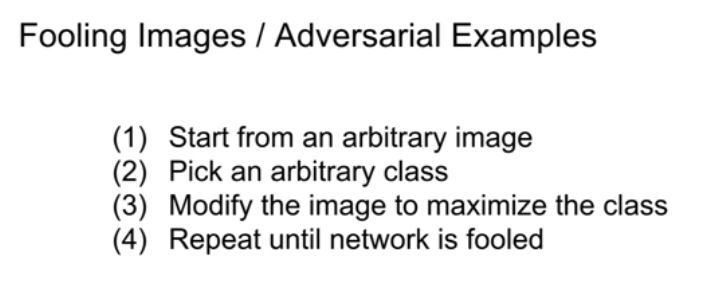 Fooling Images / Adversarial Examples
(1) Start from an arbitrary image
(2) Pick an arbitrary class
(3) Modify the image to maximize the class
(4) Repeat until network is fooled